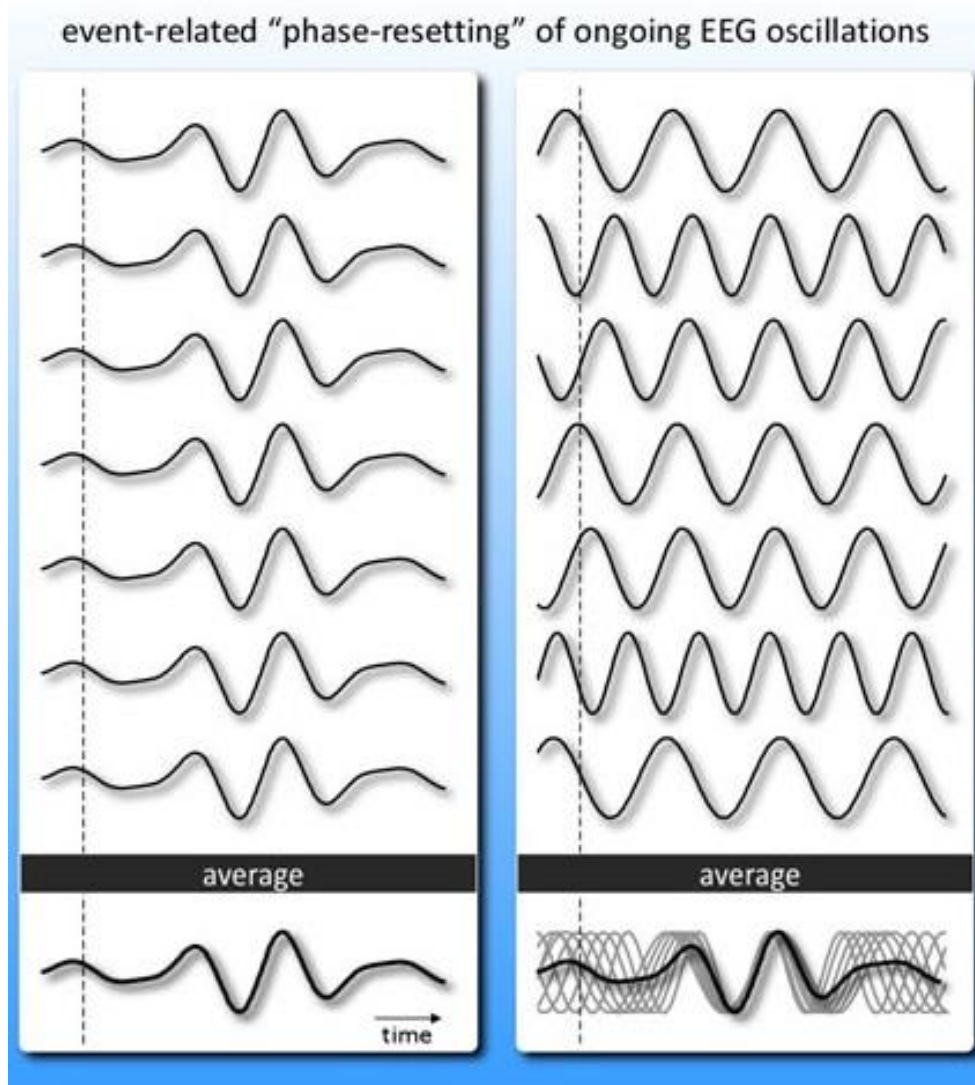 event-related “phase-resetting” of ongoing EEG oscillations
average
average
time